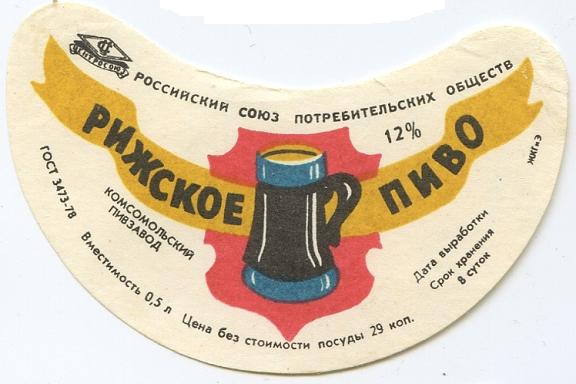 ЦЕНТРОСОЮЗ
РОССИЙСКИЙ СОЮЗ ПОТРЕБИТЕЛЬСКИХ ОБЩЕСТВ
12%
РИЖСКОЕ ПИВО
ГОСТ 3473-78
КОМСОМОЛЬСКИЙ
ПИВЗАВОД
Дата выработки
Срок хранения
8 суток
Вместимость 0,5 л Цена без стоимости посуды 29 коп.